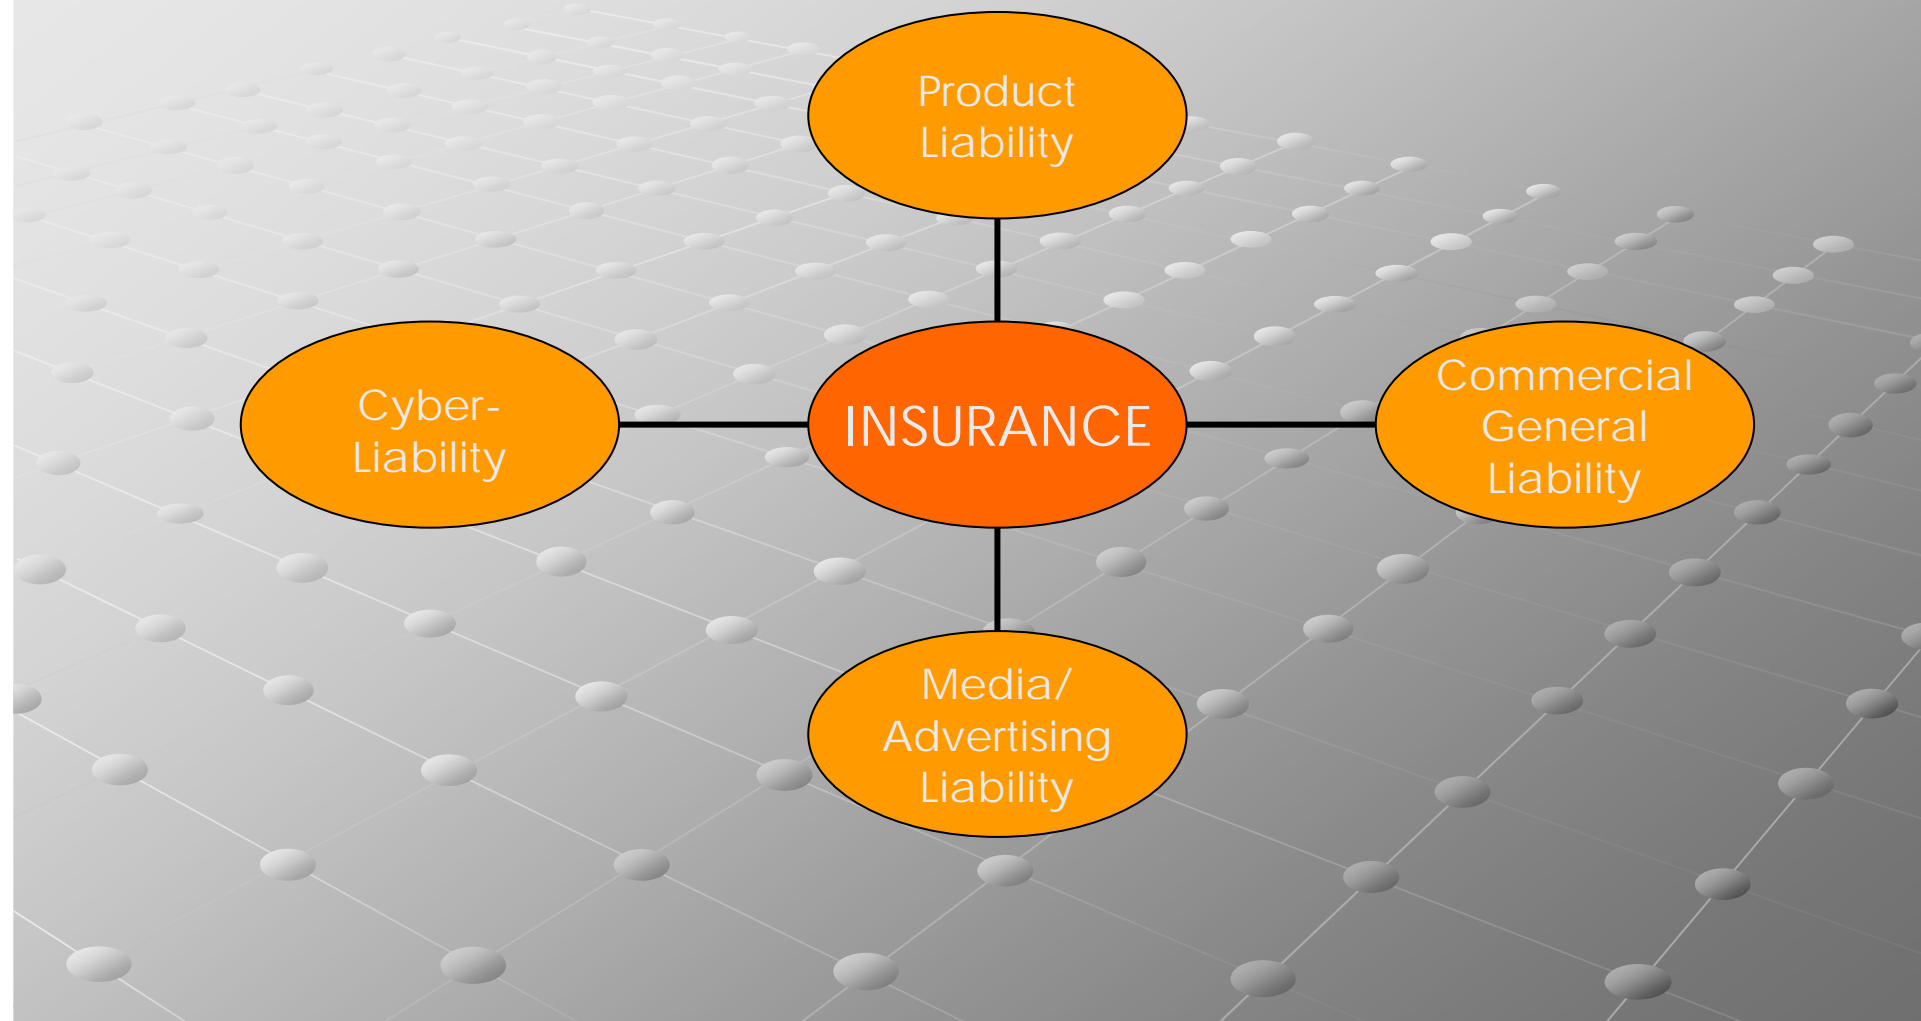 Product
Liability
Cyber-
Liability
INSURANCE
Commercial
General
Liability
Media/
Advertising
Liability